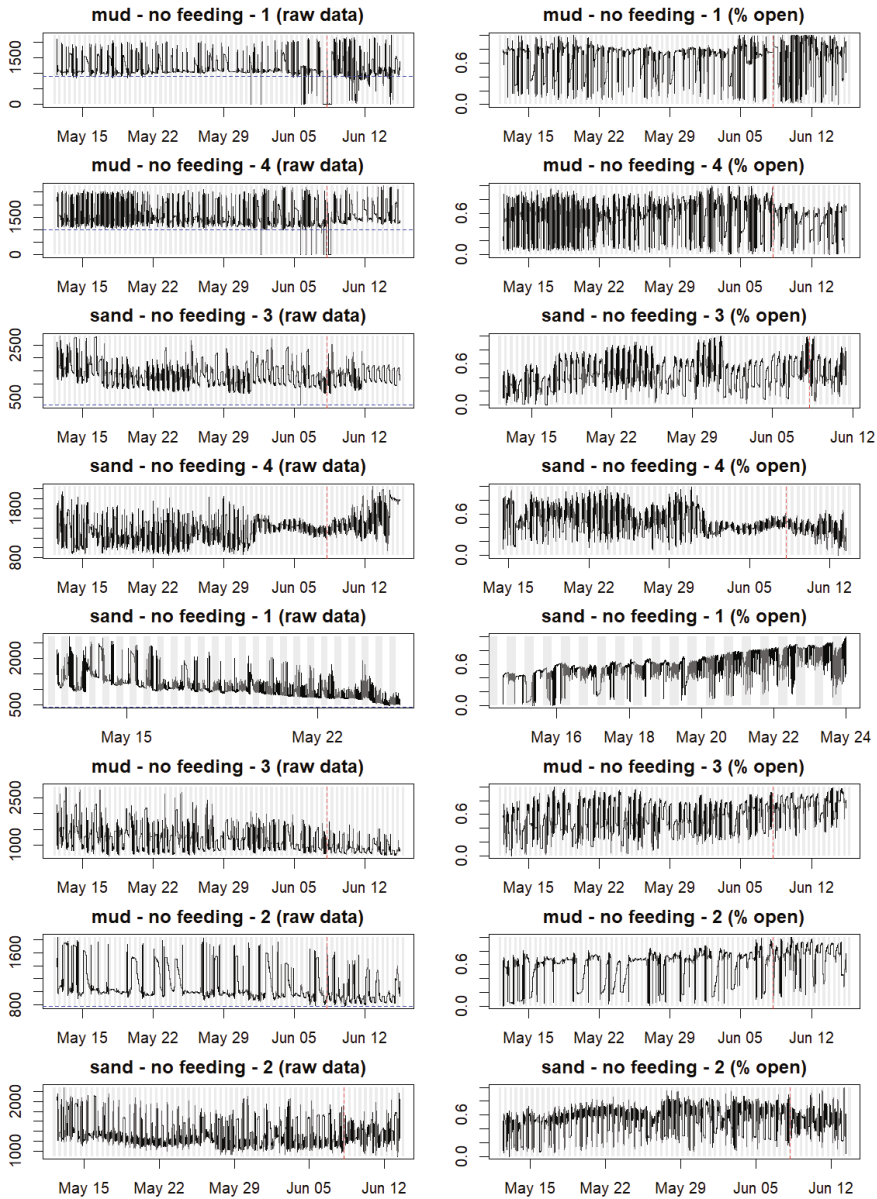 mud - no feeding - 1 (raw data)
1500
0
May 15 May 22 May 29 Jun 05 Jun 12
mud - no feeding - 1 (% open)
0.6
0.0
May 15 May 22 May 29 Jun 05 Jun 12
mud - no feeding - 4 (raw data)
1500
0
May 15 May 22 May 29 Jun 05 Jun 12
mud - no feeding - 4 (% open)
0.6
0.0
May 15 May 22 May 29 Jun 05 Jun 12
sand - no feeding - 3 (raw data)
2500
500
May 15 May 22 May 29 Jun 05 Jun 12
sand - no feeding - 3 (% open)
0.6
0.0
May 15 May 22 May 29 Jun 05 Jun 12
sand - no feeding - 4 (raw data)
1800
800
May 15 May 22 May 29 Jun 05 Jun 12
sand - no feeding - 4 (% open)
0.6
0.0
May 15 May 22 May 29 Jun 05 Jun 12
sand - no feeding - 1 (raw data)
2000
500
May 15 May 22
sand - no feeding - 1 (% open)
0.6
0.0
May 16 May 18 May 20 May 22 May 24
mud - no feeding - 3 (raw data)
2500
1000
May 15 May 22 May 29 Jun 05 Jun 12
mud - no feeding - 3 (% open)
0.6
0.0
May 15 May 22 May 29 Jun 05 Jun 12
mud - no feeding - 2 (raw data)
1600
800
May 15 May 22 May 29 Jun 05 Jun 12
mud - no feeding - 2 (% open)
0.6
0.0
May 15 May 22 May 29 Jun 05 Jun 12
sand - no feeding - 2 (raw data)
2000
1000
May 15 May 22 May 29 Jun 05 Jun 12
sand - no feeding - 2 (% open)
0.6
0.0
May 15 May 22 May 29 Jun 05 Jun 12